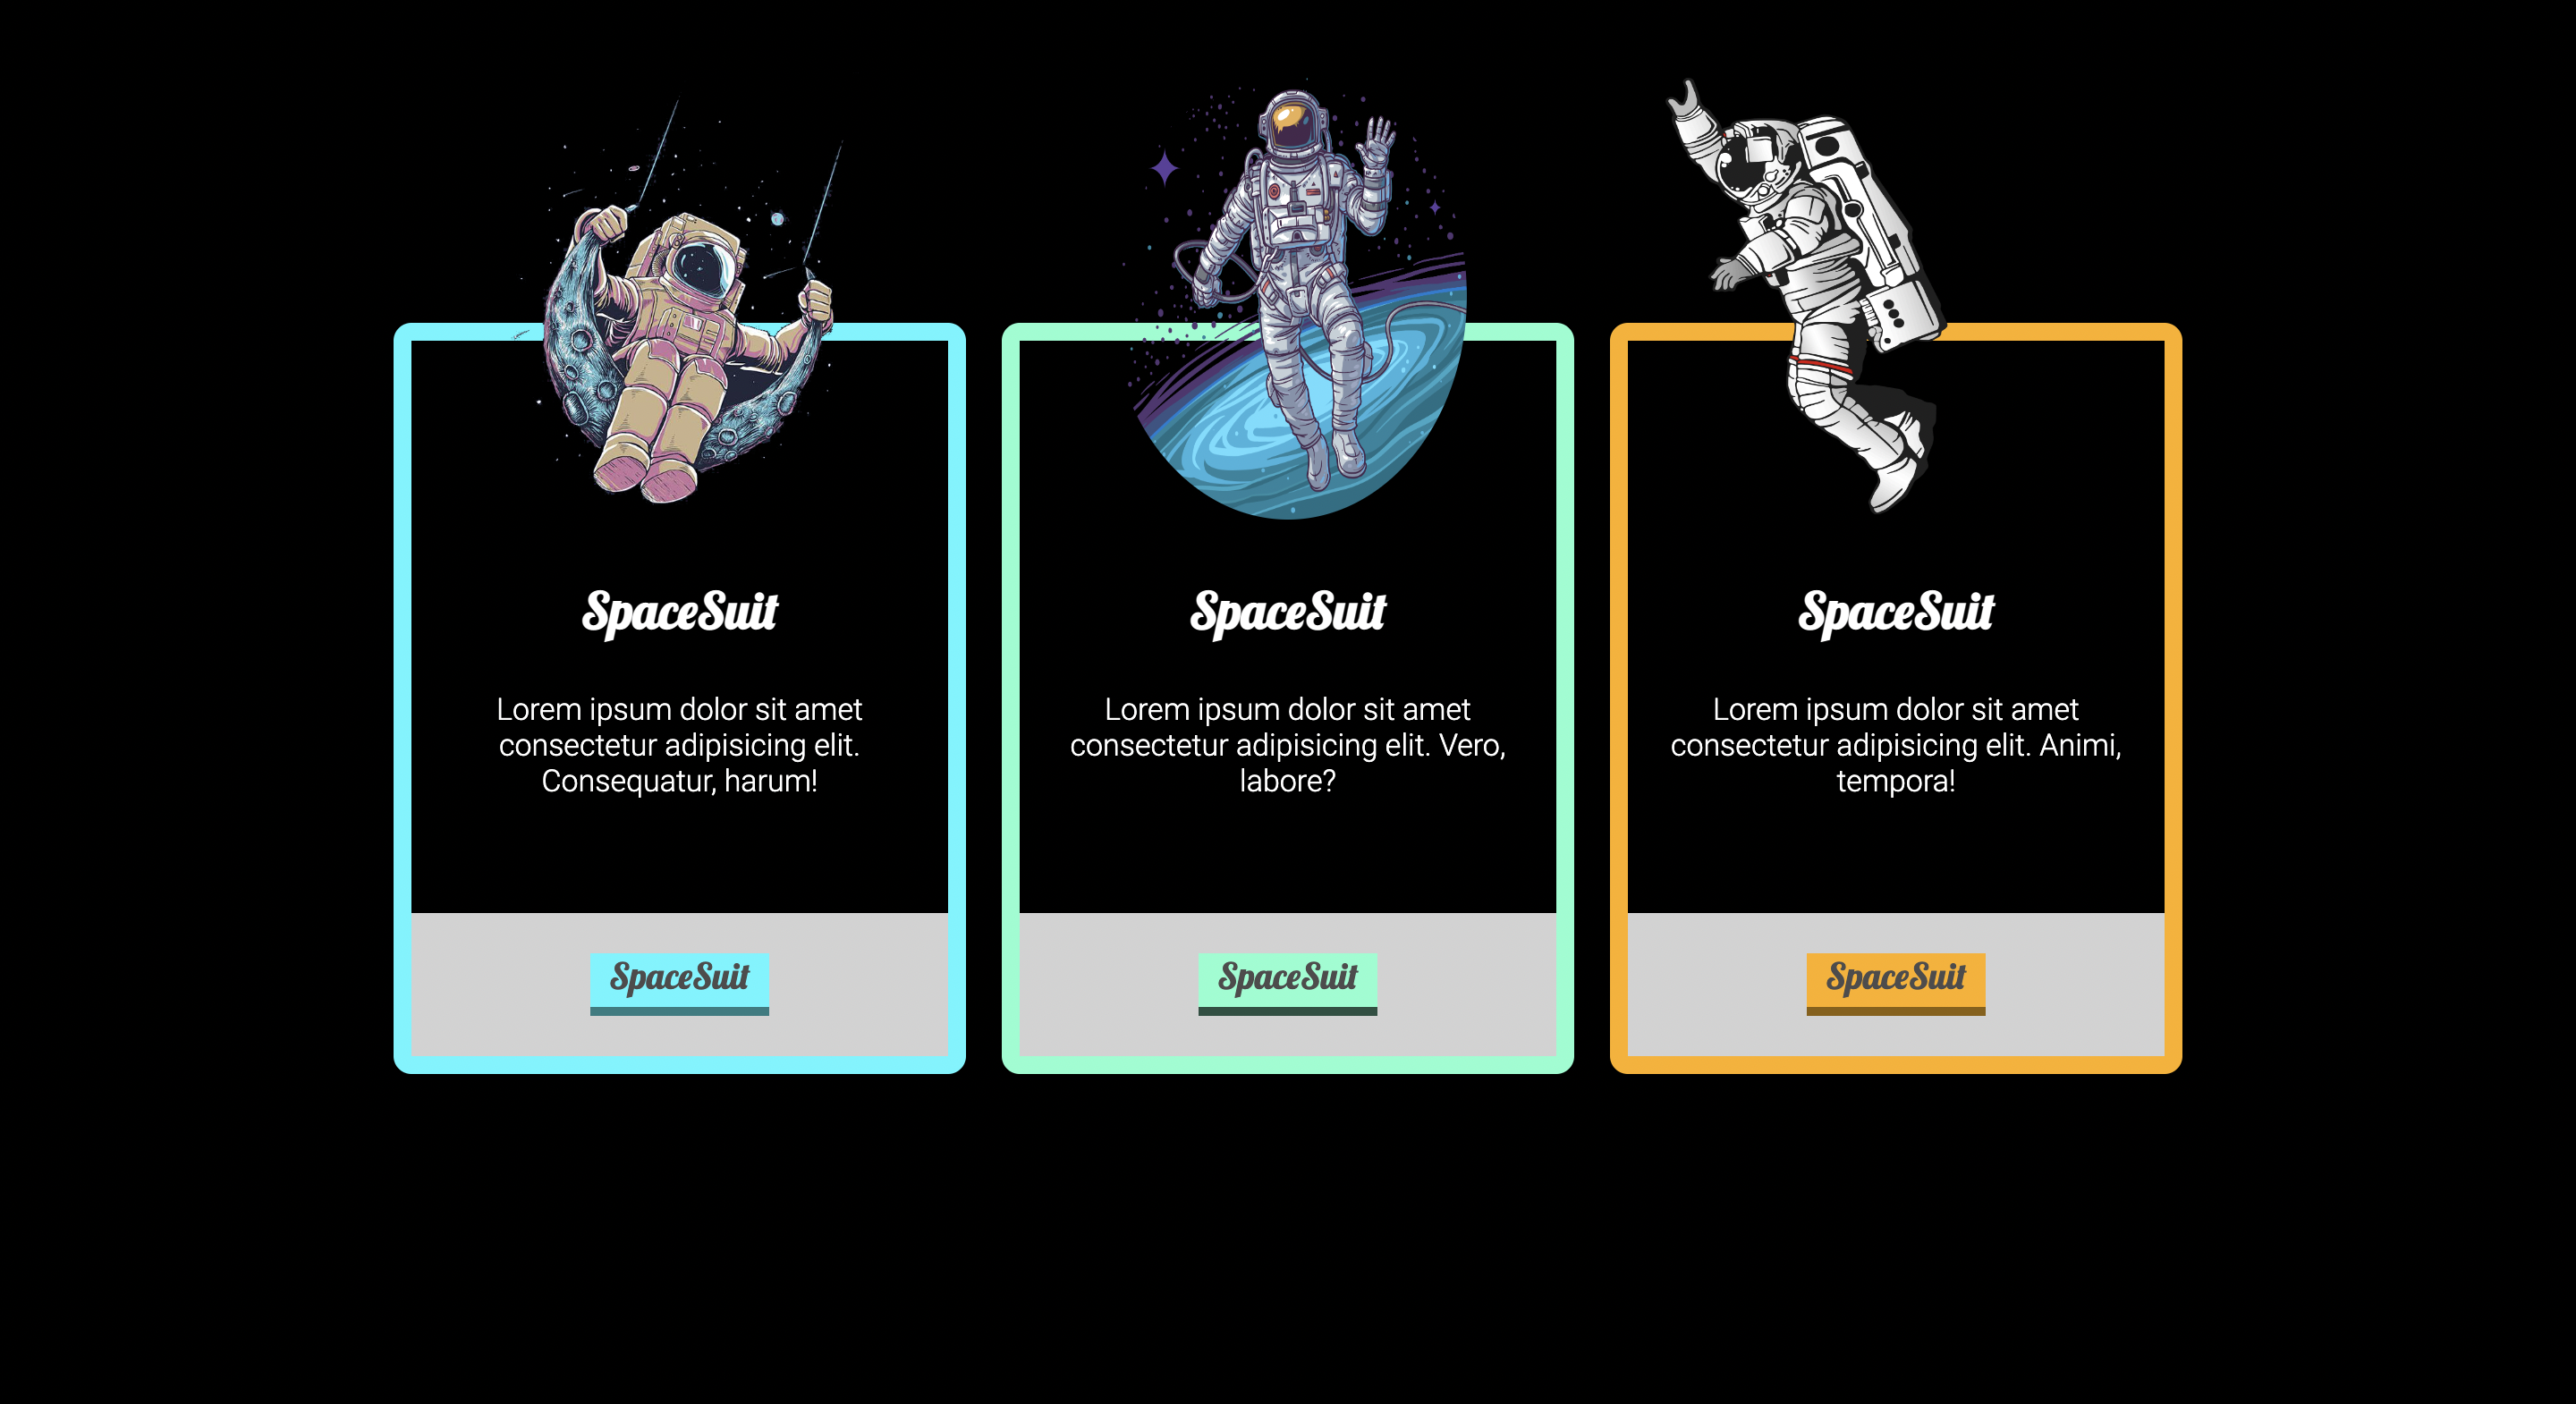 SpaceSuit
Lorem ipsum dolor sit amet
consectetur adipisicing elit.
Consequatur, harum!
SpaceSuit
SpaceSuit
Lorem ipsum dolor sit amet
consectetur adipisicing elit. Vero,
labore?
SpaceSuit
SpaceSuit
Lorem ipsum dolor sit amet
consectetur adipisicing elit. Animi,
tempora!
SpaceSuit